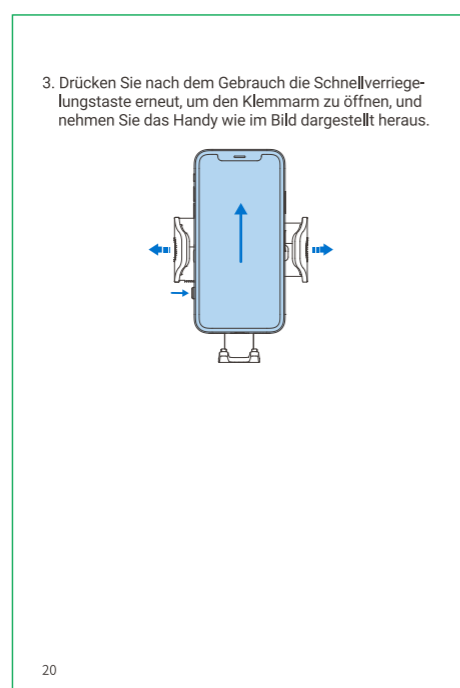 3. Drücken Sie nach dem Gebrauch die Schnellverriege-
lungstaste erneut, um den Klemmarm zu öffnen, und
nehmen Sie das Handy wie im Bild dargestellt heraus.
20